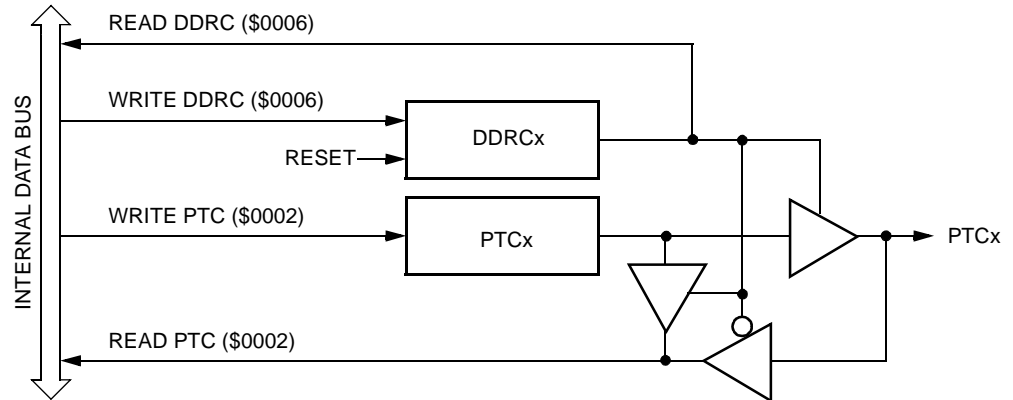 READ DDRC ($0006)
WRITE DDRC ($0006)
DDRCx
RESET
INTERNAL DATA BUS
WRITE PTC ($0002)
PTCx
PTCx
READ PTC ($0002)